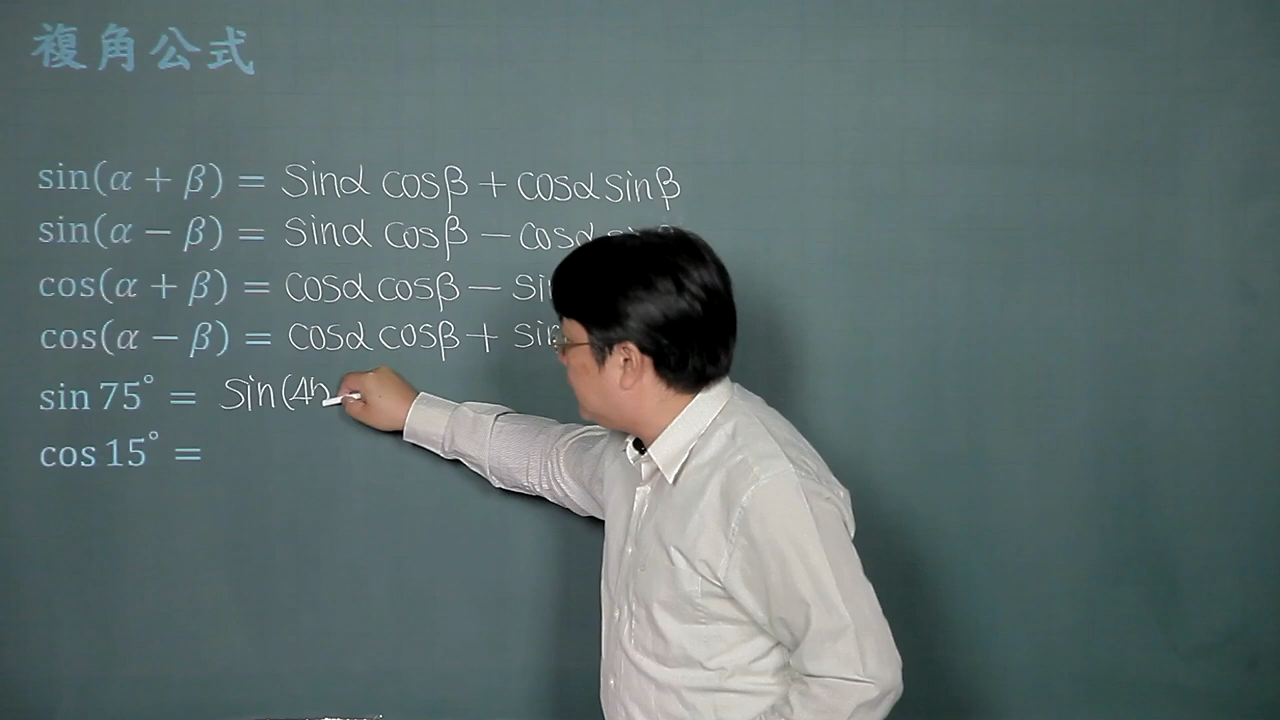 複角公式
sin(α + β) = sinα cosβ + cosα sinβ
sin(α − β) = sinα cosβ − cosα
cos(α + β) = cosα cosβ −
cos(α − β) = cosα cosβ +
sin 75° = sin(4
cos 15° =